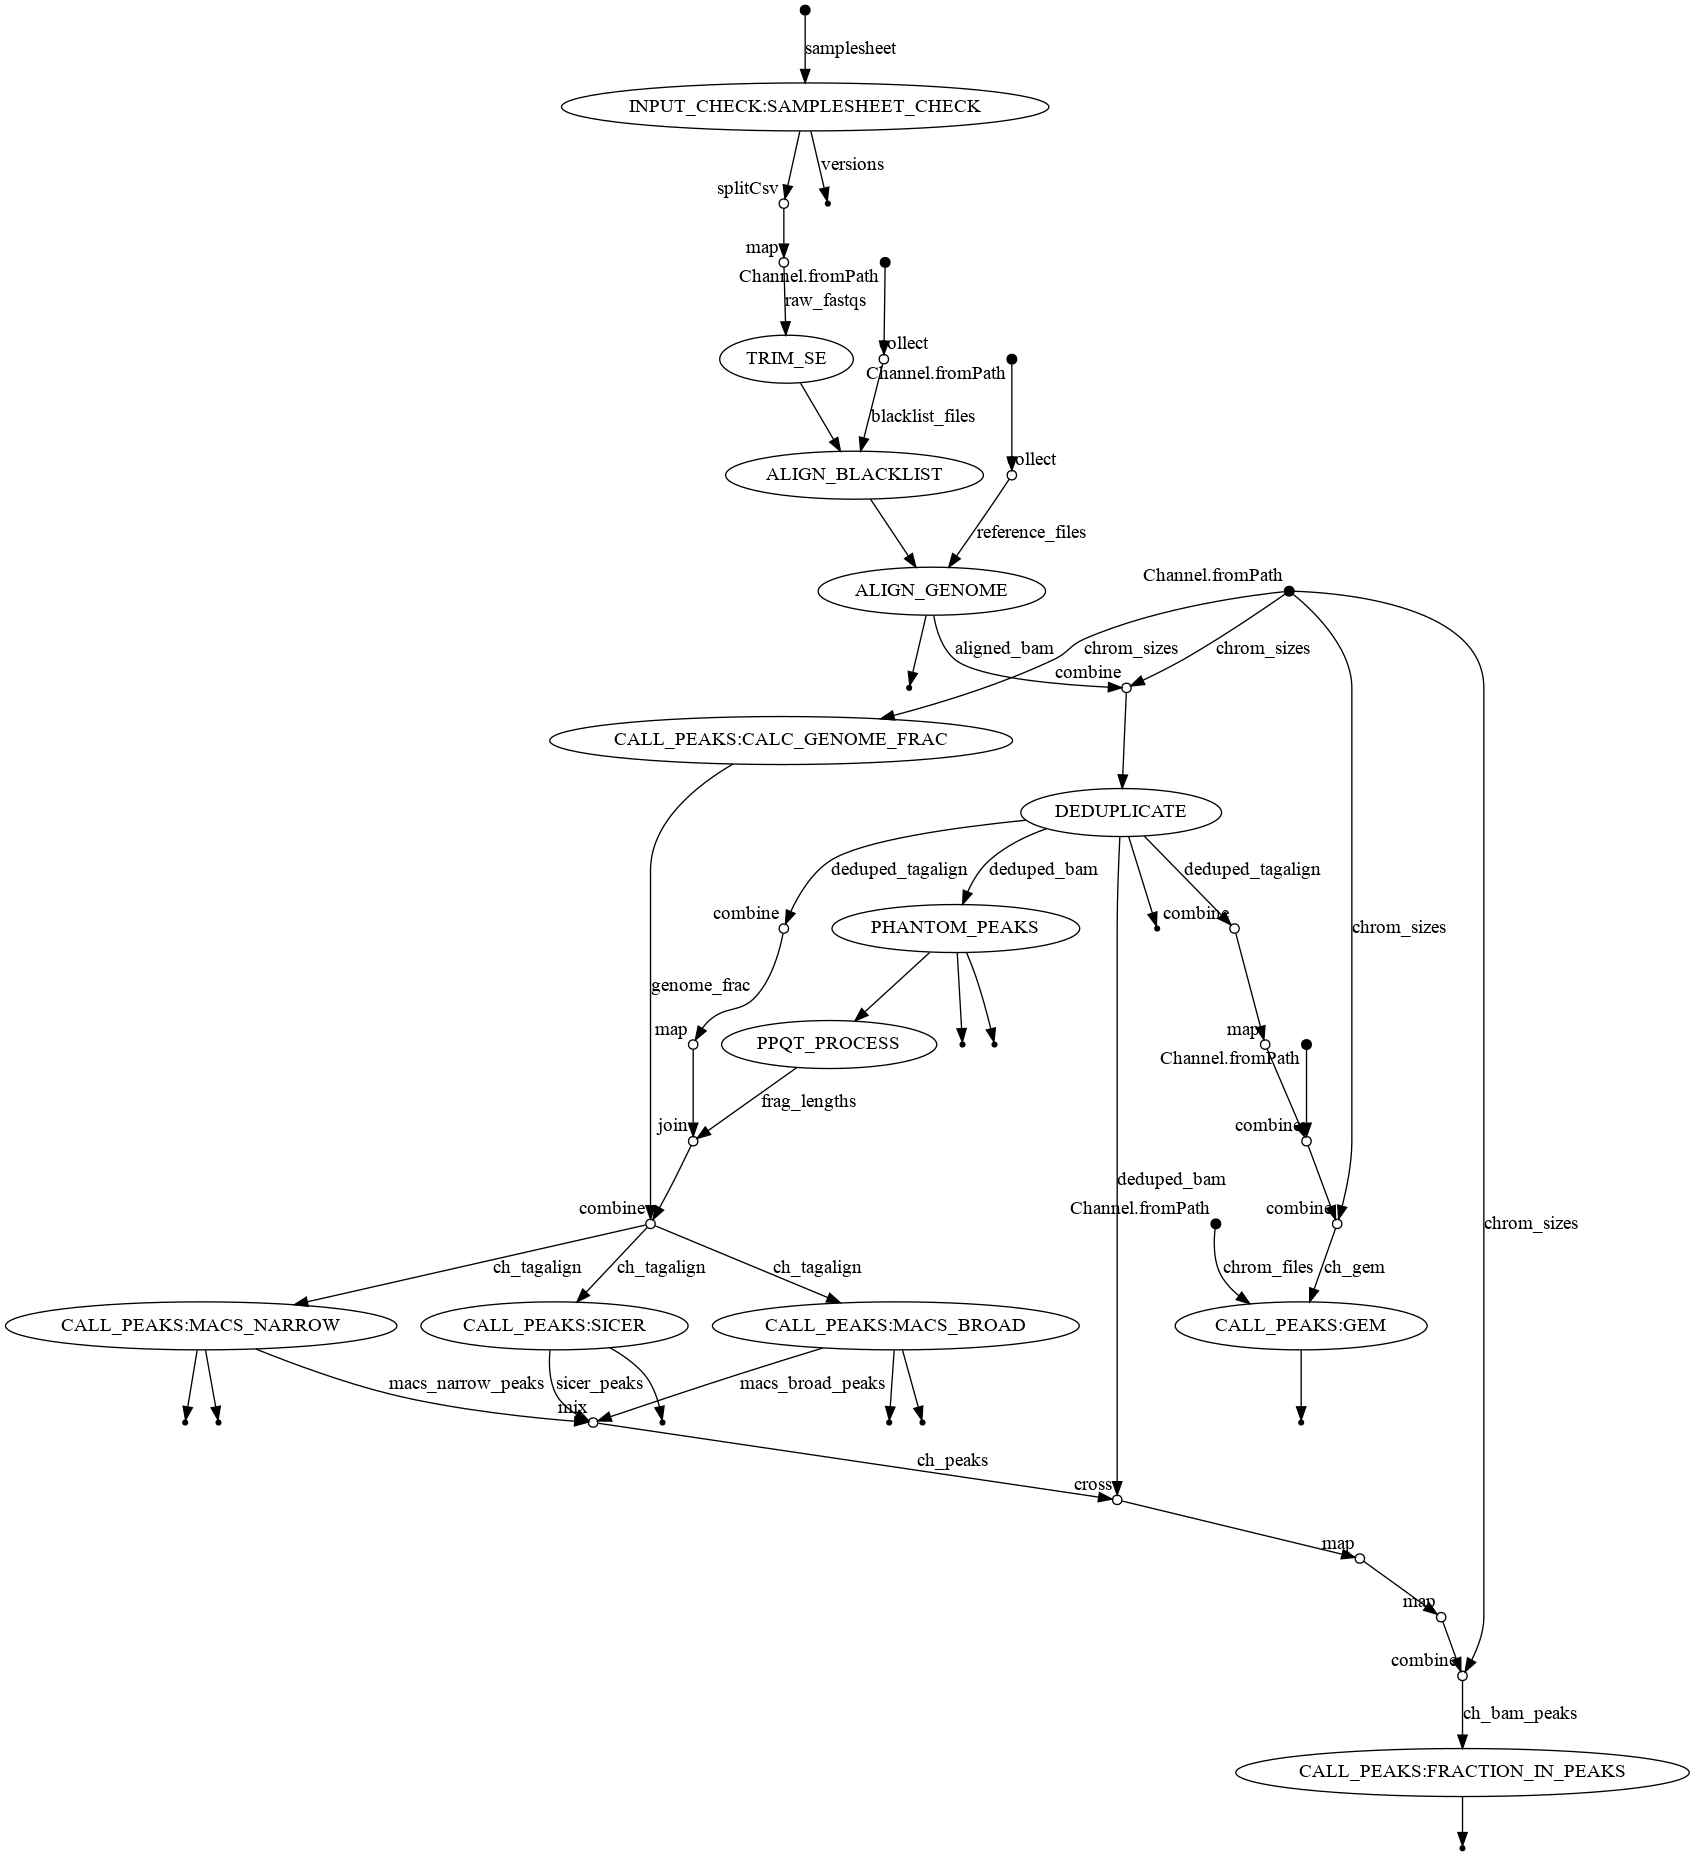 samplesheet
INPUT_CHECK:SAMPLESHEET_CHECK
versions
splitCsv
map
Channel.fromPath
raw_fastqs
ollect
TRIM_SE
Channel.fromPath
blacklist_files
ollect
ALIGN_BLACKLIST
reference_files
Channel.fromPath
ALIGN_GENOME
aligned_bam
chrom_sizes
chrom_sizes
combine
CALL_PEAKS:CALC_GENOME_FRAC
DEDUPLICATE
deduped_tagalign
deduped_bam
deduped_tagalign
combine
combine
PHANTOM_PEAKS
chrom_sizes
genome_frac
map
map
PPQT_PROCESS
Channel.fromPath
frag_lengths
join
combine
deduped_bam
combine
Channel.fromPath
combine
chrom_sizes
ch_tagalign
ch_tagalign
ch_tagalign
chrom_files
ch_gem
CALL_PEAKS:MACS_NARROW
CALL_PEAKS:SICER
CALL_PEAKS:MACS_BROAD
CALL_PEAKS:GEM
macs_narrow_peaks
sicer_peaks
macs_broad_peaks
mix
ch_peaks
cross
map
map
combine
ch_bam_peaks
CALL_PEAKS:FRACTION_IN_PEAKS